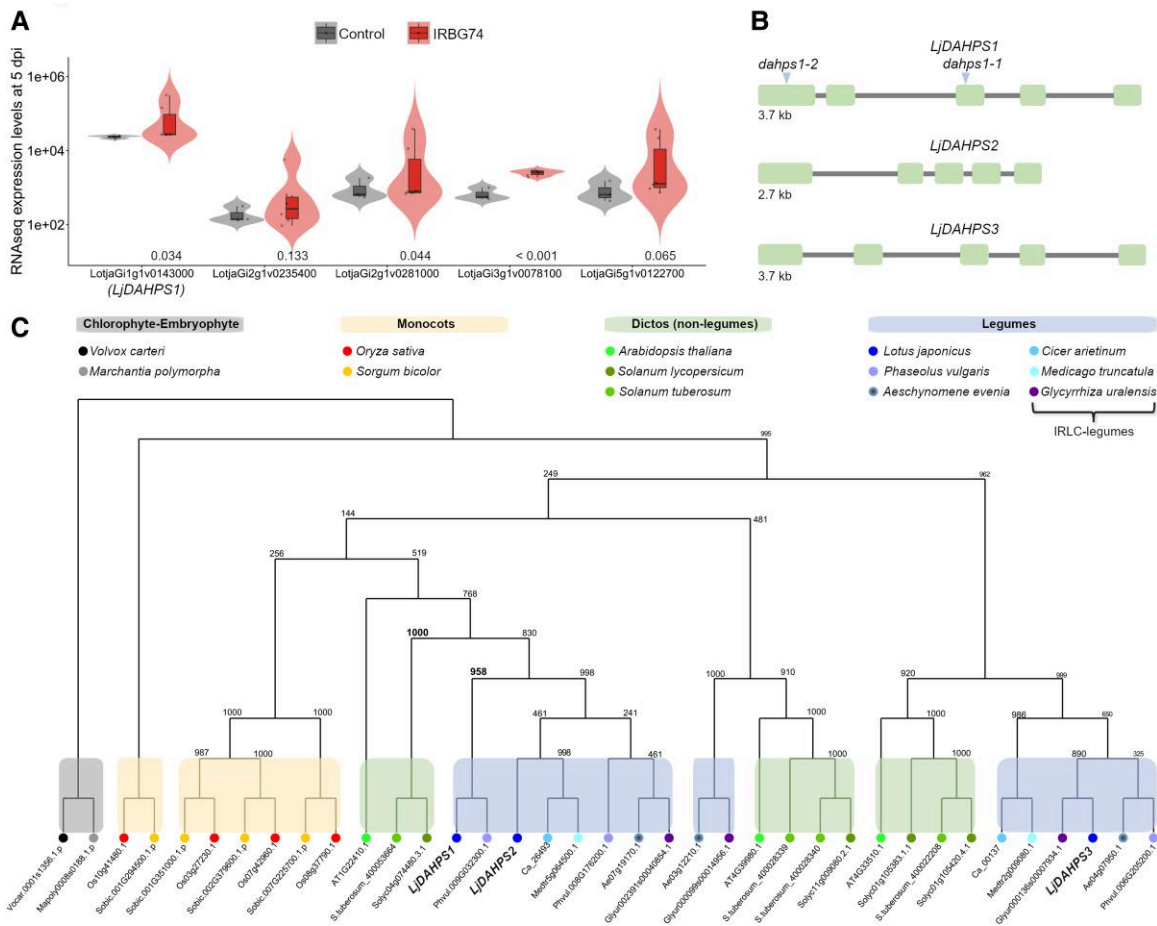 A
Control
IRBG74
RNAseq expression levels at 5 dpi
1e+06
1e+04
1e+02
0.034
0.133
0.044
< 0.001
0.065
LotjaGi1g1v0143000
LotjaGi2g1v0235400
LotjaGi2g1v0281000
LotjaGi3g1v0078100
LotjaGi5g1v0122700
(LjDAHPS1)
B
LjDAHPS1
dahps1-2
dahps1-1
3.7 kb
LjDAHPS2
2.7 kb
LjDAHPS3
3.7 kb
C
Chlorophyte-Embryophyte
Monocots
Dictos (non-legumes)
Legumes
Volvox carteri
Marchantia polymorpha
Oryza sativa
Sorgum bicolor
Arabidopsis thaliana
Solanum lycopersicum
Solanum tuberosum
Lotus japonicus
Phaseolus vulgaris
Aeschynomene evenia
Cicer arietinum
Medicago truncatula
Glycyrrhiza uralensis
IRLC-legumes
995
249
962
144
481
256
519
768
1000
830
958
998
1000
910
920
999
1000
1000
461
241
1000
1000
986
650
987
1000
998
461
1000
1000
890
325
Vocar.0001s1356.1.p
Mapoly0008s0188.1.p
Os10g41480.1
Sobic.001G294500.1.p
Sobic.001G351000.1.p
Os03g27230.1
Sobic.002G379600.1.p
Os07g42960.1
Sobic.007G225700.1.p
Os08g37790.1
AT1G22410.1
S.tuberosum_400053664
Solyc04g074480.3.1
LjDAHPS1
Phvul.009G032300.1
LjDAHPS2
Ca_26493
Medtr5g064500.1
Phvul.008G178200.1
Ae07g19170.1
Glyur002391s00040854.1
Ae03g12210.1
Glyur000099s00014956.1
AT4G39980.1
S.tuberosum_400028339
S.tuberosum_40008340
Solyc11g009080.2.1
AT4G33510.1
Solyc01g105383.1.1
S.tuberosum_400022208
Solyc01g105420.4.1
Ca_00137
Medtr2g009080.1
Glyur000136s00007934.1
LjDAHPS3
Ae04g07950.1
Phvul.006G205200.1